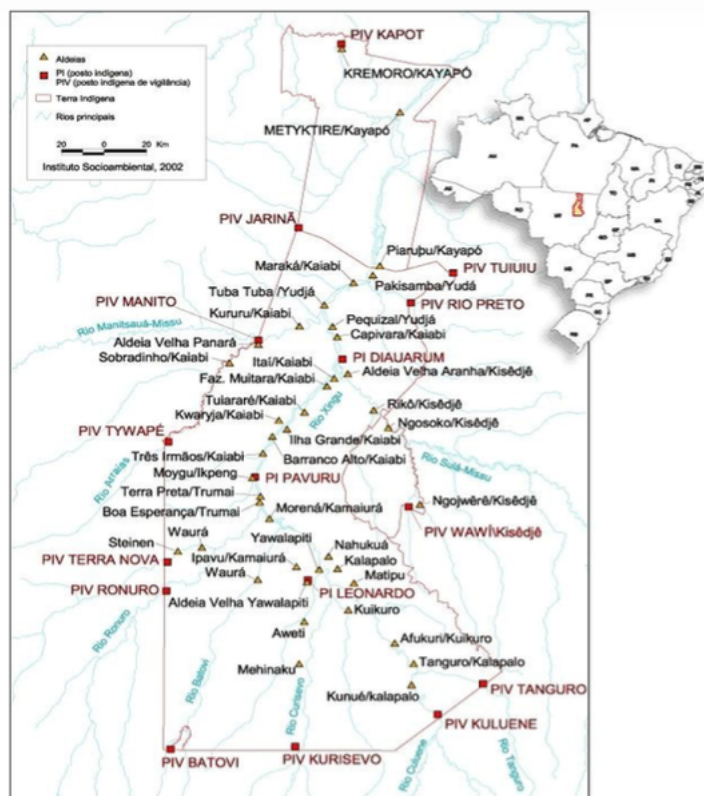 Aldeias
PI (posto indígena)
PIV (posto indígena de vigilância)
Terra Indígena
Rios principais
20 0 20 Km
Instituto Socioambiental, 2002
PIV KAPOT
KREMORO/KAYAPÓ
METYKTIRE/Kayapó
PIV JARINÃ
Piaruþu/Kayapó
Maraká/Kaiabi
PIV TUIUIU
Pakisamba/Yudá
Tuba Tuba /Yudjá
PIV MANITO
PIV RIO PRETO
Kururu/Kaiabi
Pequizal/Yudjá
Rio Manitsauá-Missu
Capivara/Kaiabi
Aldeia Velha Panará
Sobradinho/Kaiabi
PI DIAUARUM
Itaí/Kaiabi
Aldeia Velha Aranha/Kisêdjê
Faz. Muitara/Kaiabi
Rio Xingu
Tuiararé/Kaiabi
Rikô/Kisêdjê
Kwaryja/Kaiabi
Ngosoko/Kisêdjê
PIV TYWAPÉ
Ilha Grande/Kaiabi
Três Irmãos/Kaiabi
Barranco Alto/Kaiabi
Rio Arraias
Rio Suiá-Missu
Moygu/Ikpeng
PI PAVURU
Terra Preta/Trumai
Ngojwêrê/Kisêdjê
Boa Esperança/Trumai
Morená/Kamaiurá
PIV WAWÍ\Kisêdjê
Waurá
Yawalapiti
Steinen
Nahukuá
PIV TERRA NOVA
Ipavu/Kamaiurá
Kalapalo
Waurá
Matipu
PIV RONURO
PI LEONARDO
Aldeia Velha Yawalapiti
Kuikuro
Rio Ronuro
Aweti
Afukuri/Kuikuro
Mehinaku
Tanguro/Kalapalo
Rio Batovi
Kunué/kalapalo
PIV TANGURO
Rio Curisevo
PIV KULUENE
PIV BATOVI
PIV KURISEVO
Rio Culuene
Rio Tanguro